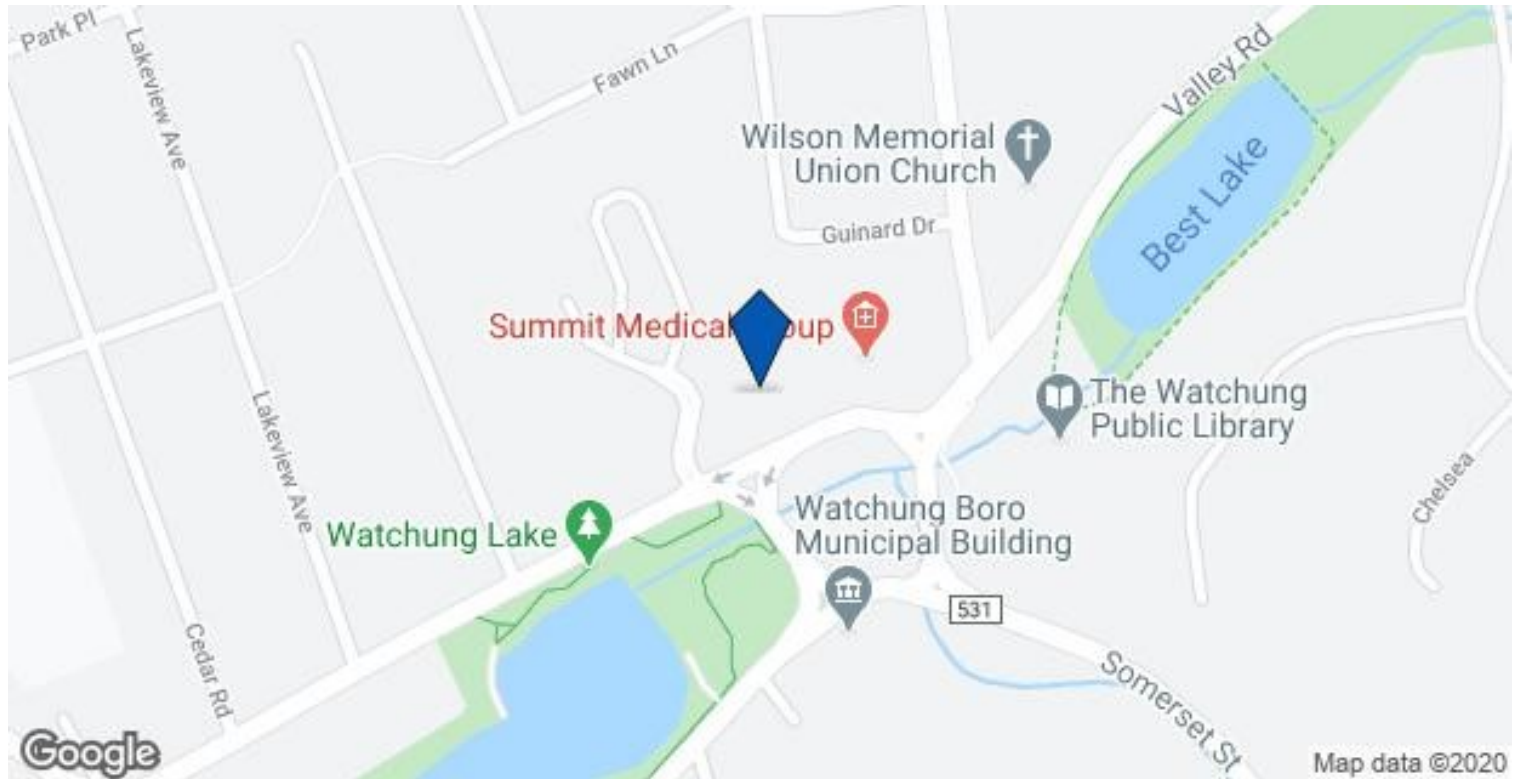 Park Pl
Lakeview Ave
Fawn Ln
Valley Rd
Wilson Memorial
Union Church
Best Lake
Guinard Dr
Summit Medical oup
The Watchung
Public Library
Lakeview Ave
Chelsea
Watchung Lake
Watchung Boro
Municipal Building
531
Cedar Rd
Somerset St
Google
Map data ©2020